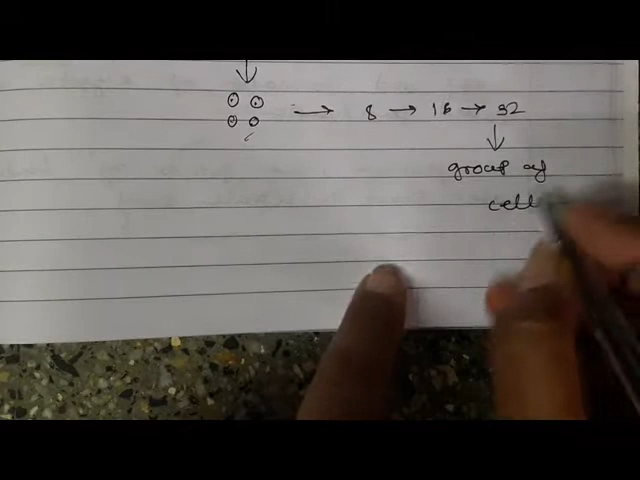 8 → 16 → 32
group of
cell